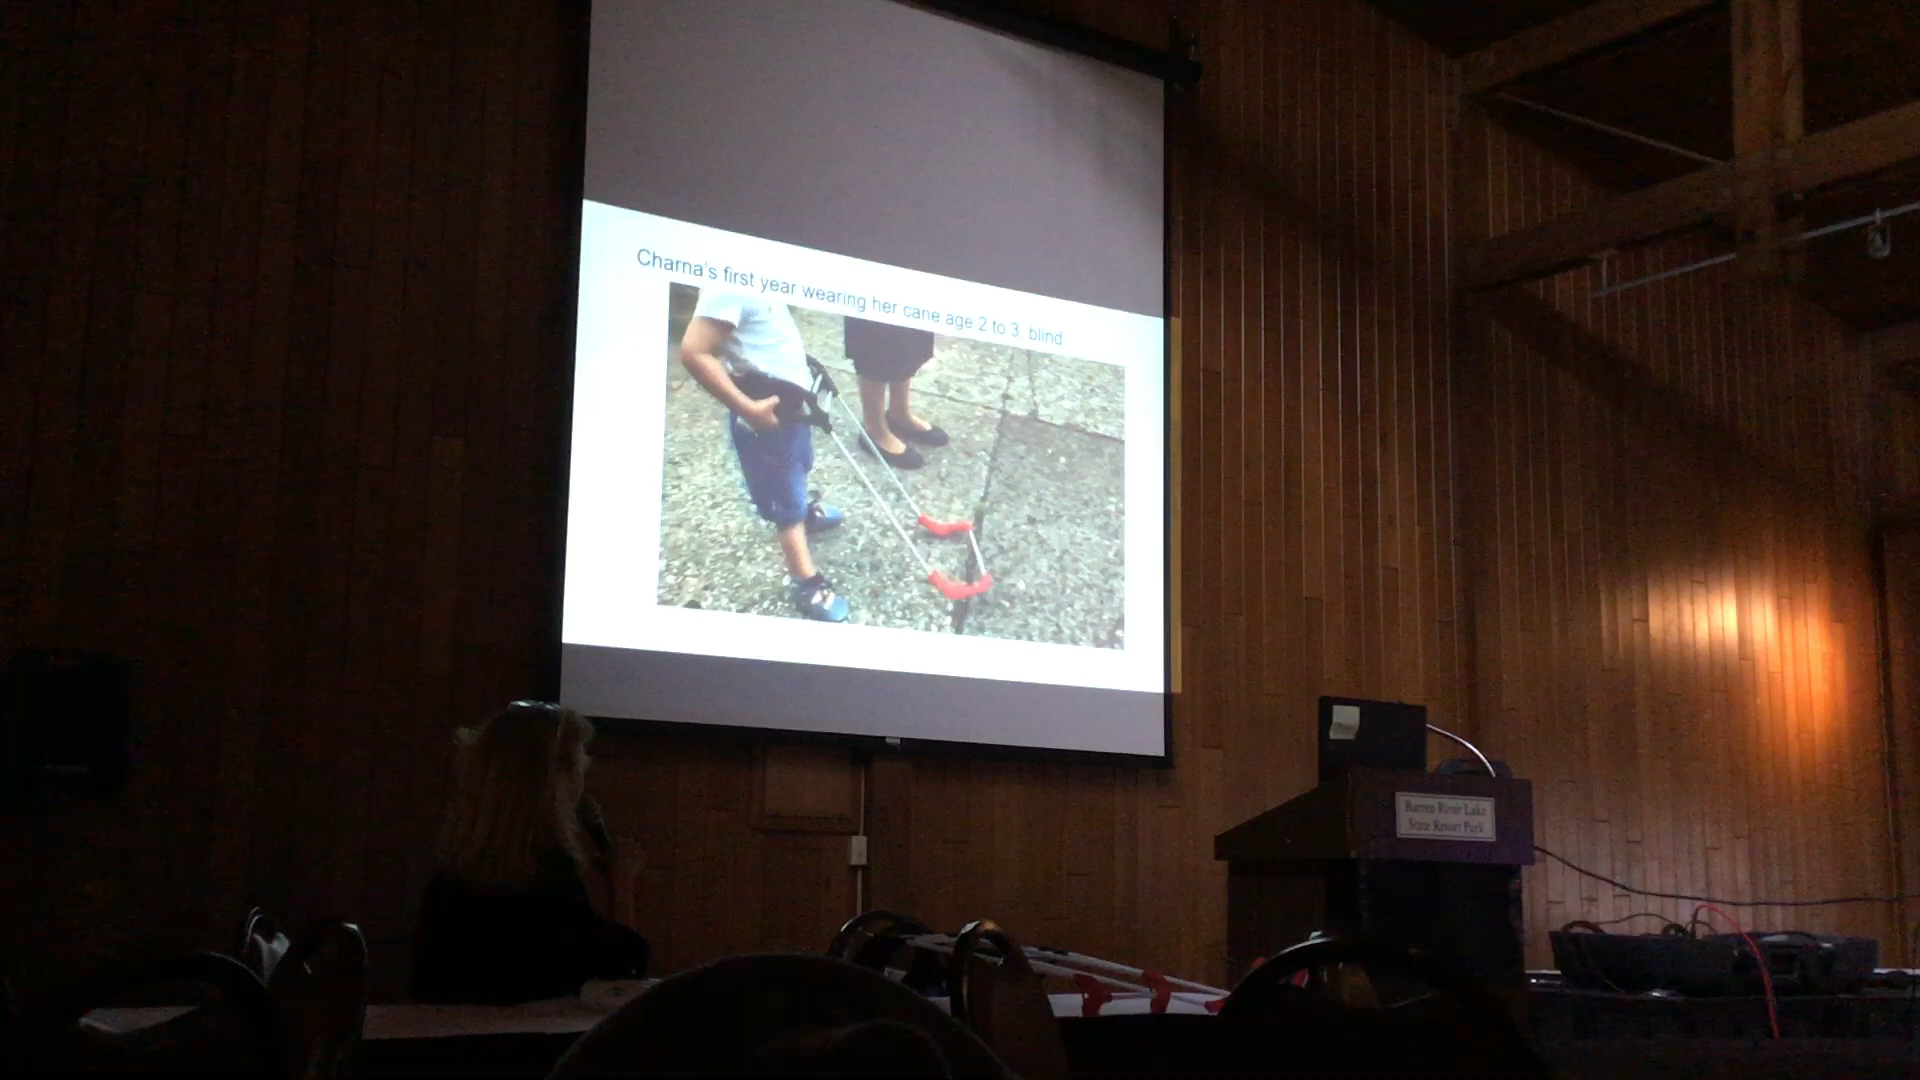 Charna's first year wearing her cane age 2 to 3, blind
Barren River Lake
State Resort Park